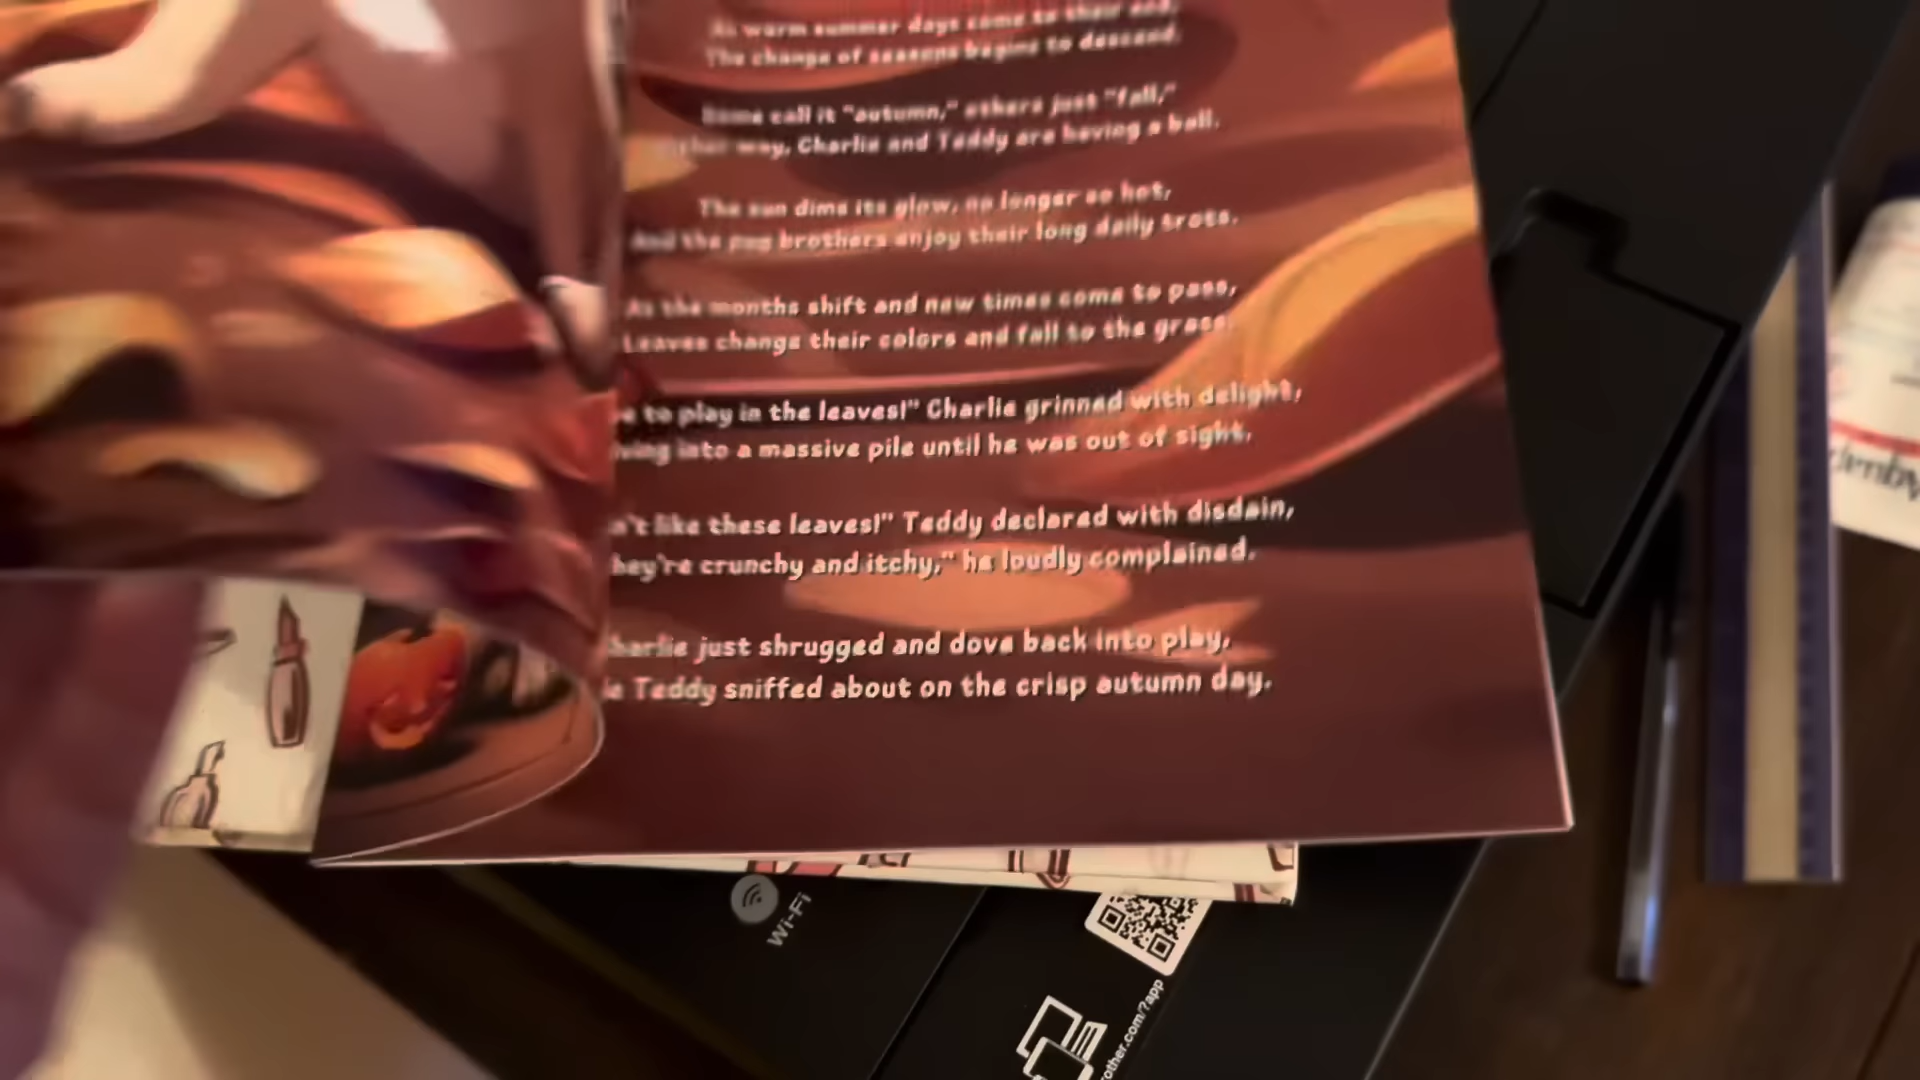 As warm summer days come to their end,
The change of seasons begins to descend.
Some call it "autumn," others just "fall,"
way, Charlie and Teddy are having a ball.
The sun dims its glow, no longer so hot,
And the pug brothers enjoy their long daily trots.
As the months shift and new times come to pass,
Leaves change their colors and fall to the grass.
to play in the leaves!" Charlie grinned with delight,
into a massive pile until he was out of sight.
like these leaves!" Teddy declared with disdain,
hey're crunchy and itchy," he loudly complained.
harlie just shrugged and dove back into play,
Teddy sniffed about on the crisp autumn day.
Wi-Fi
rother.com/?app